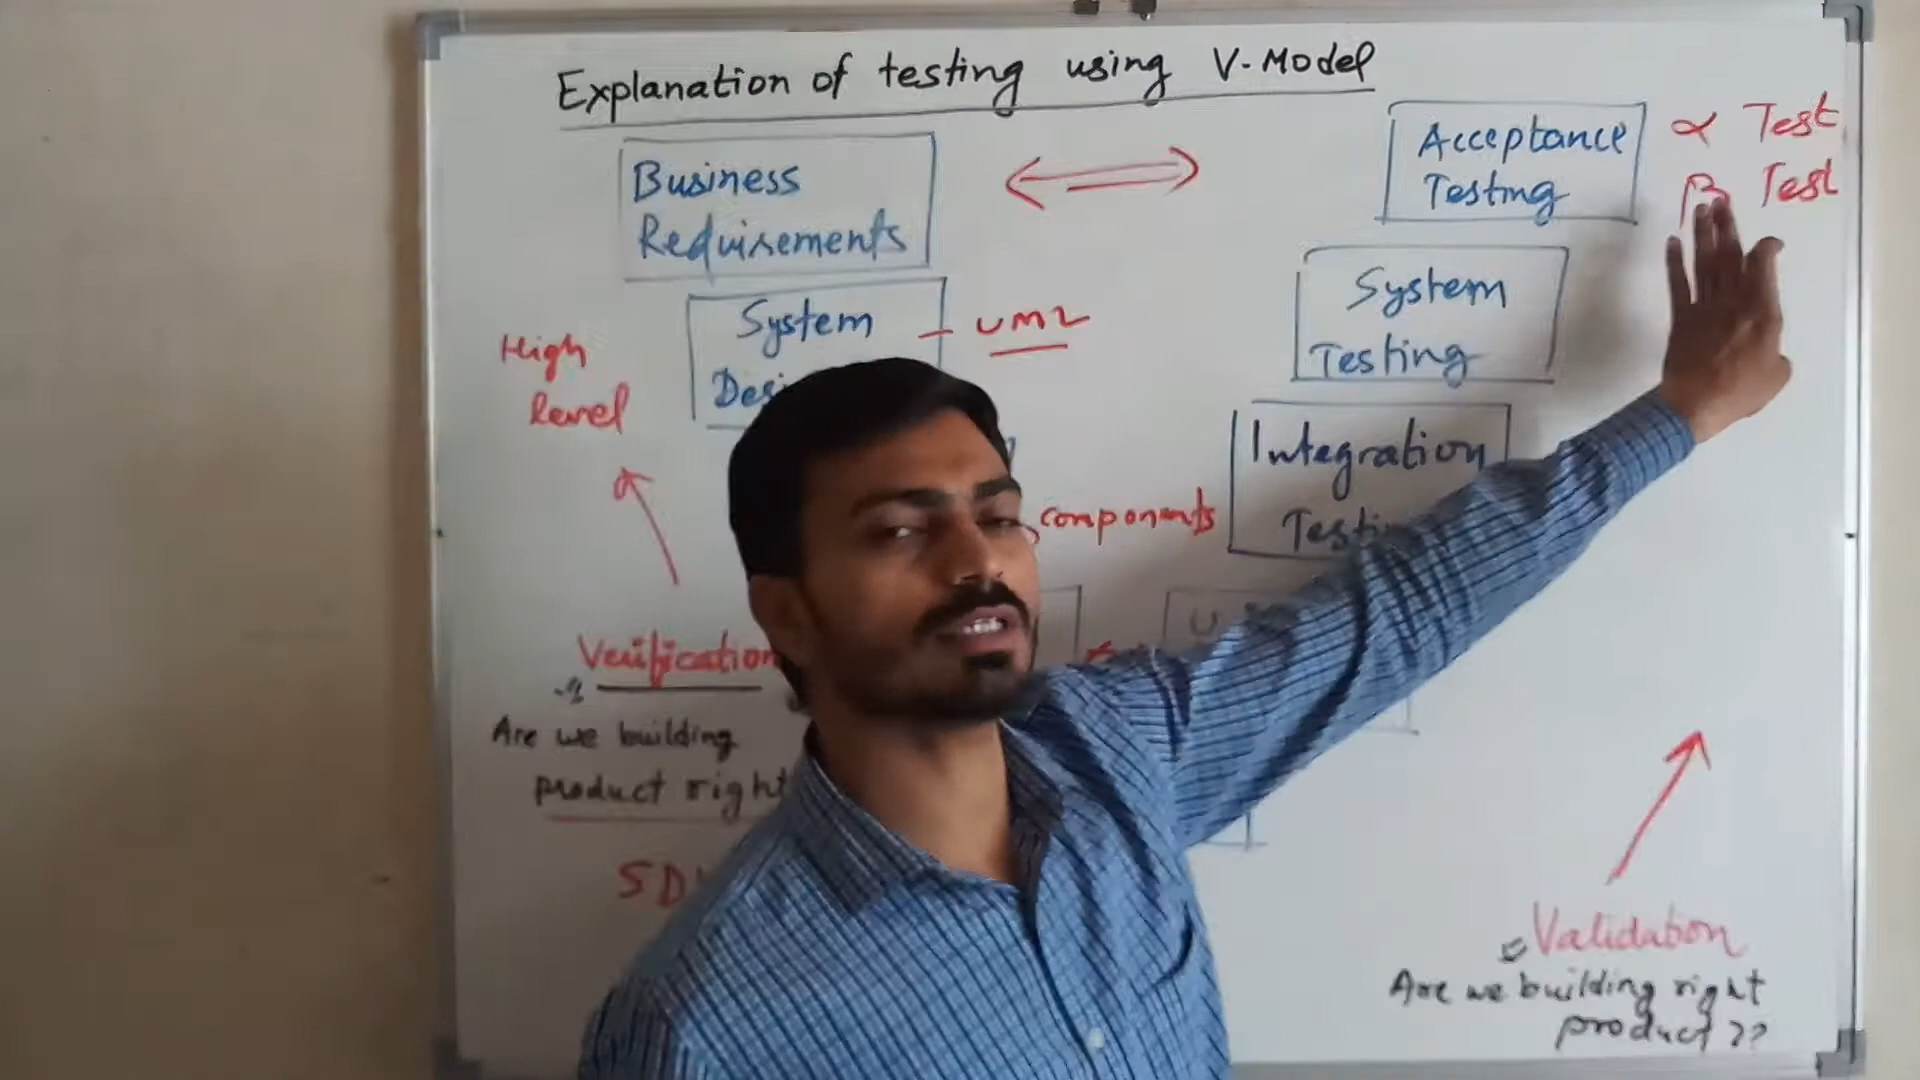 Explanation of testing using V-Model
Business
Requirements
Acceptance
Testing
α Test
β Test
System
UML
High
level
System
Testing
Integration
components
Verification
Are we building
product right
Validation
Are we building right
product ??